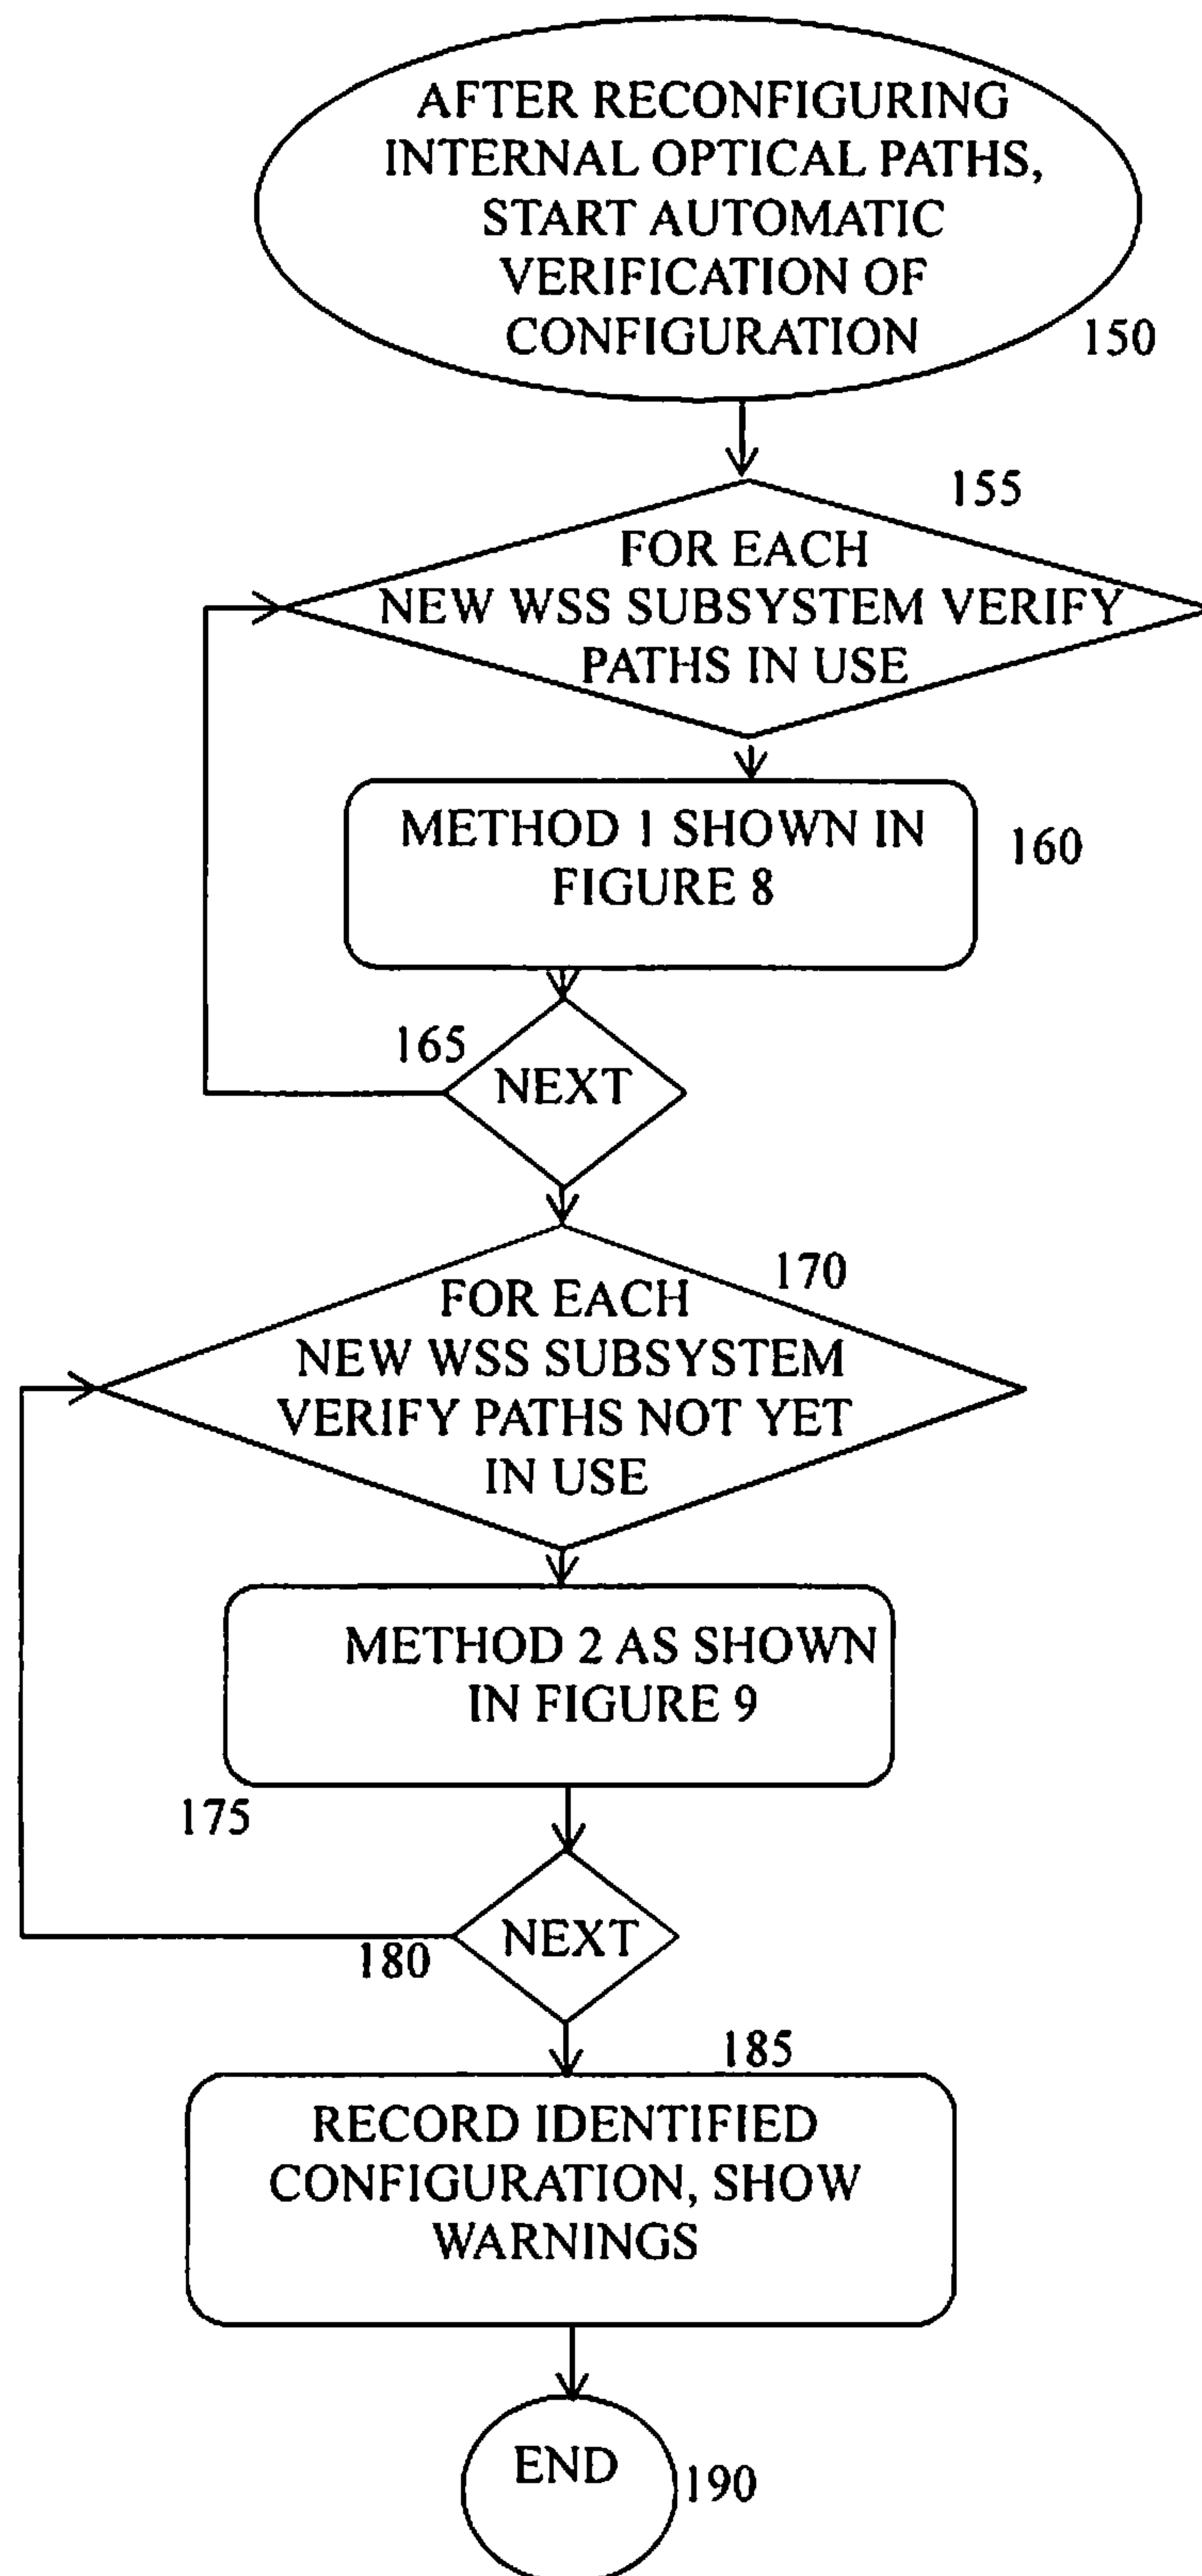 AFTER RECONFIGURING
INTERNAL OPTICAL PATHS,
START AUTOMATIC
VERIFICATION OF
CONFIGURATION
150
155
FOR EACH
NEW WSS SUBSYSTEM VERIFY
PATHS IN USE
METHOD 1 SHOWN IN
FIGURE 8
160
165
NEXT
170
FOR EACH
NEW WSS SUBSYSTEM
VERIFY PATHS NOT YET
IN USE
METHOD 2 AS SHOWN
IN FIGURE 9
175
NEXT
180
185
RECORD IDENTIFIED
CONFIGURATION, SHOW
WARNINGS
END
190